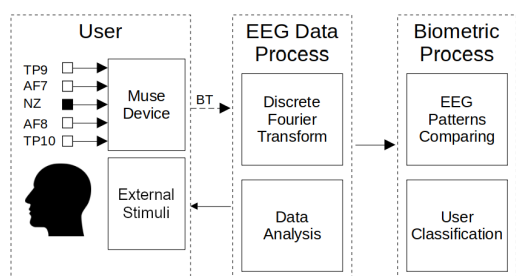 User
TP9
AF7
NZ
AF8
TP10
Muse
Device
External
Stimuli
BT
EEG Data
Process
Discrete
Fourier
Transform
Data
Analysis
Biometric
Process
EEG
Patterns
Comparing
User
Classification